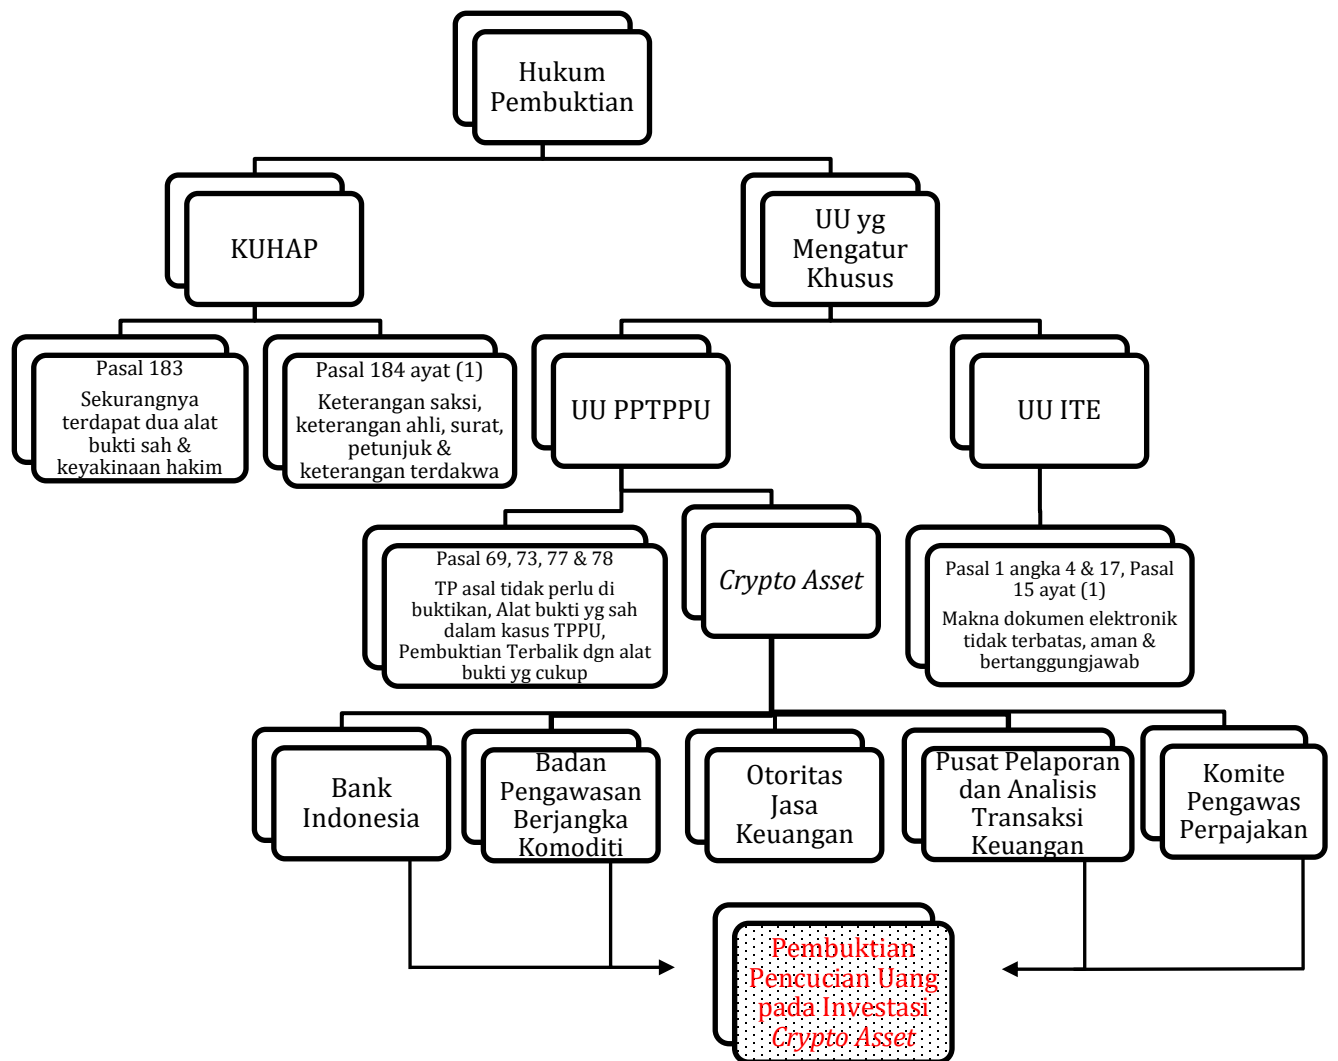 Hukum
Pembuktian
KUHAP
UU yg
Mengatur
Khusus
Pasal 183
Sekurangnya
terdapat dua alat
bukti sah &
keyakinaan hakim
Pasal 184 ayat (1)
Keterangan saksi,
keterangan ahli, surat,
petunjuk &
keterangan terdakwa
UU PPTPPU
UU ITE
Pasal 69, 73, 77 & 78
TP asal tidak perlu di
buktikan, Alat bukti yg sah
dalam kasus TPPU,
Pembuktian Terbalik dgn alat
bukti yg cukup
Crypto Asset
Pasal 1 angka 4 & 17, Pasal
15 ayat (1)
Makna dokumen elektronik
tidak terbatas, aman &
bertanggungjawab
Bank
Indonesia
Badan
Pengawasan
Berjangka
Komoditi
Otoritas
Jasa
Keuangan
Pusat Pelaporan
dan Analisis
Transaksi
Keuangan
Komite
Pengawas
Perpajakan
Pembuktian
Pencucian Uang
pada Investasi
Crypto Asset